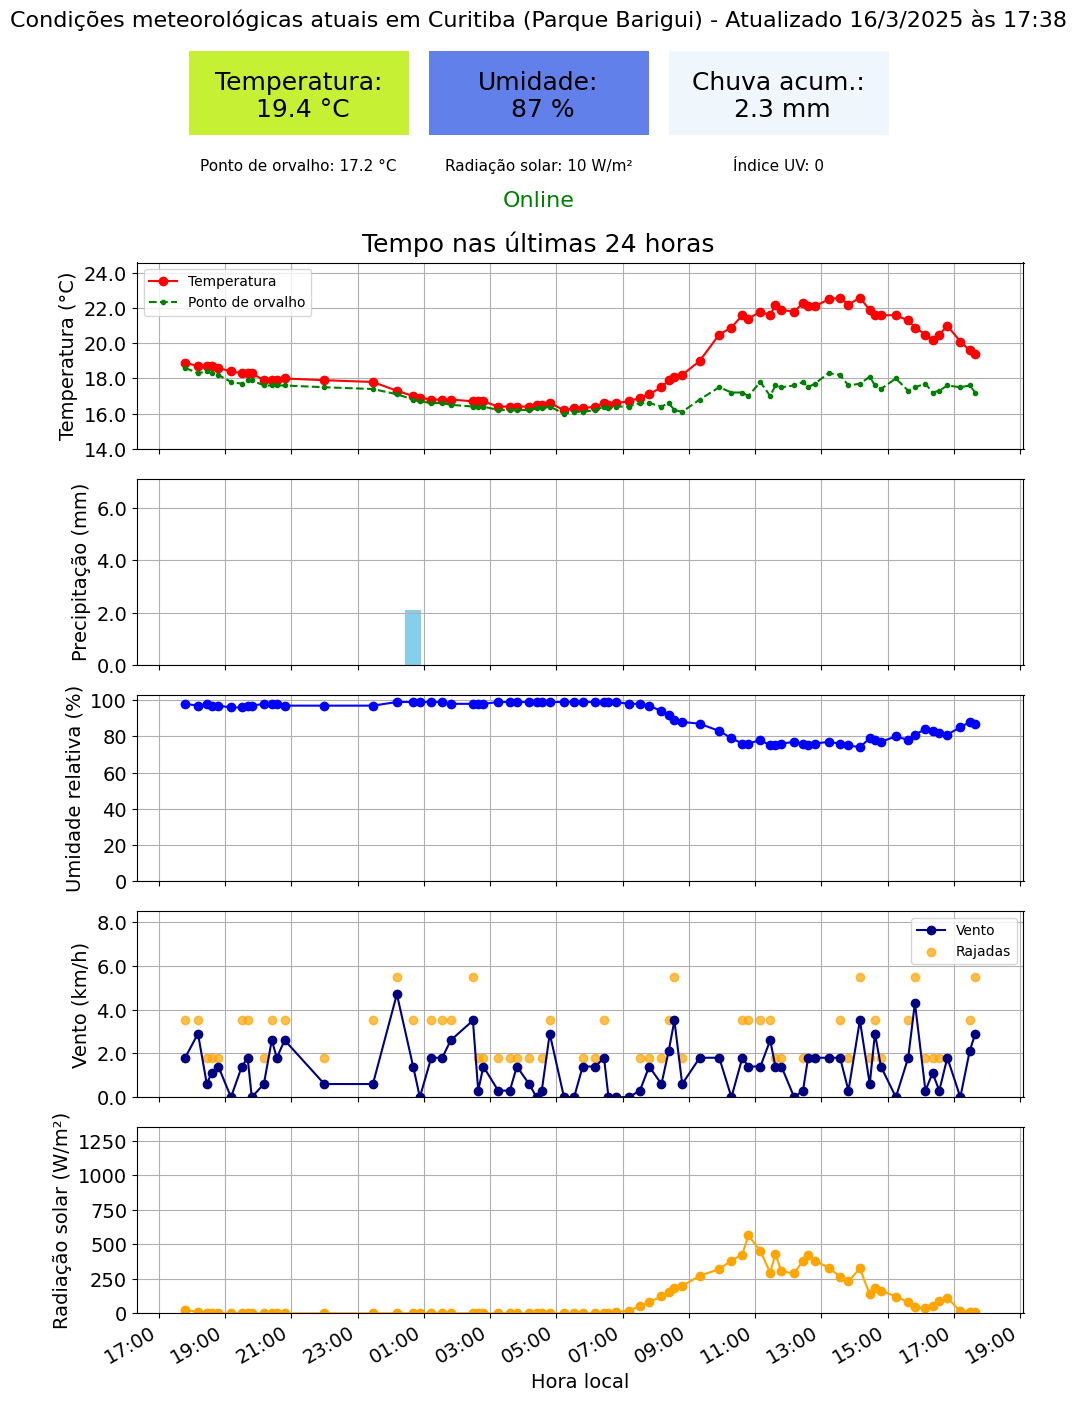 Condições meteorológicas atuais em Curitiba (Parque Barigui) - Atualizado 16/3/2025 às 17:38
Temperatura:
19.4 °C
Umidade:
87 %
Chuva acum.:
2.3 mm
Ponto de orvalho: 17.2 °C
Radiação solar: 10 W/m²
Índice UV: 0
Online
Tempo nas últimas 24 horas
Temperatura (°C)
24.0
22.0
20.0
18.0
16.0
14.0
Temperatura
Ponto de orvalho
Precipitação (mm)
6.0
4.0
2.0
0.0
Umidade relativa (%)
100
80
60
40
20
0
Vento (km/h)
8.0
6.0
4.0
2.0
0.0
Vento
Rajadas
Radiação solar (W/m²)
1250
1000
750
500
250
0
17:00
19:00
21:00
23:00
01:00
03:00
05:00
07:00
09:00
11:00
13:00
15:00
17:00
19:00
Hora local